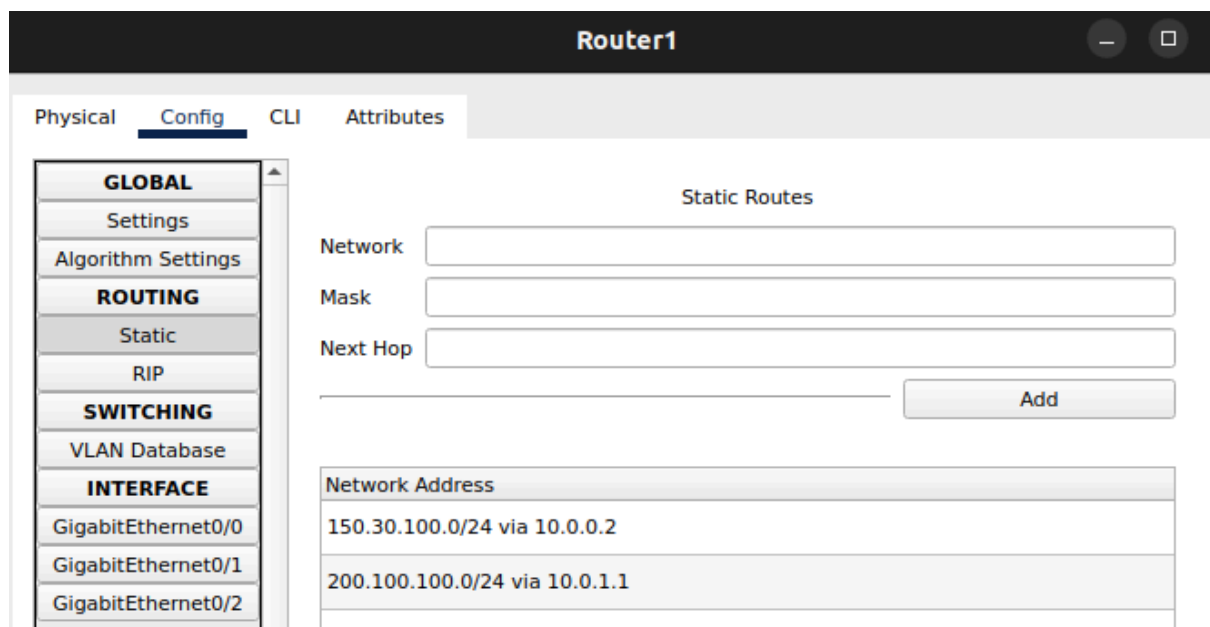 Router1
Physical Config CLI Attributes
GLOBAL
Settings
Algorithm Settings
ROUTING
Static
RIP
SWITCHING
VLAN Database
INTERFACE
GigabitEthernet0/0
GigabitEthernet0/1
GigabitEthernet0/2
Static Routes
Network
Mask
Next Hop
Add
Network Address
150.30.100.0/24 via 10.0.0.2
200.100.100.0/24 via 10.0.1.1